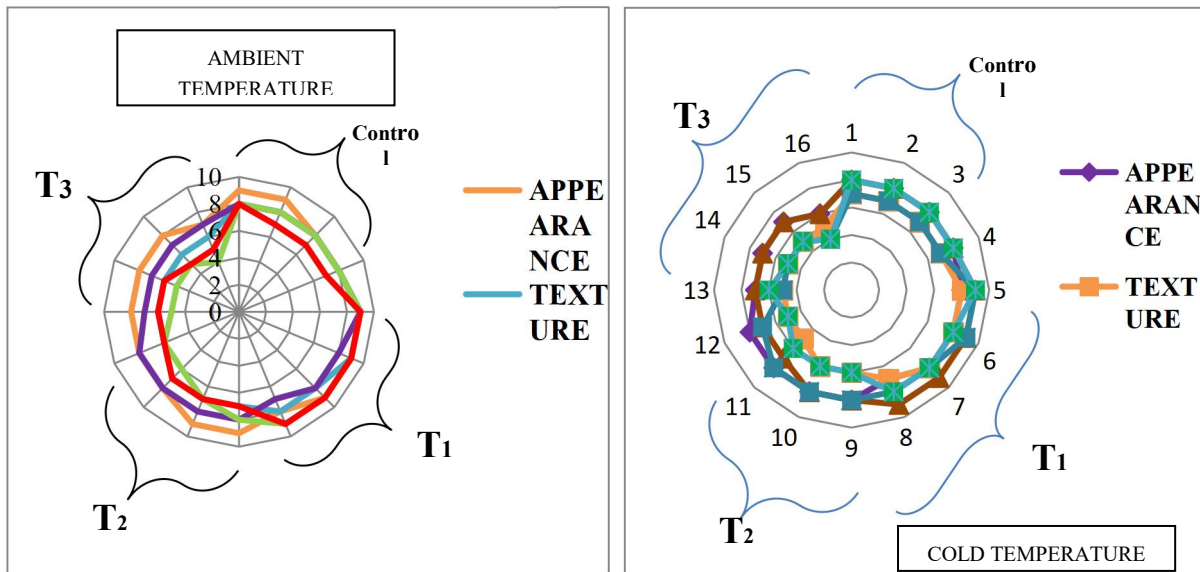 AMBIENT
TEMPERATURE
Contro
l
T3
10
8
6
4
2
0
APPE
ARA
NCE
TEXT
URE
T1
T2
Contro
l
T3
1
2
3
4
5
6
7
8
9
10
11
12
13
14
15
16
APPE
ARAN
CE
TEXT
URE
T1
T2
COLD TEMPERATURE